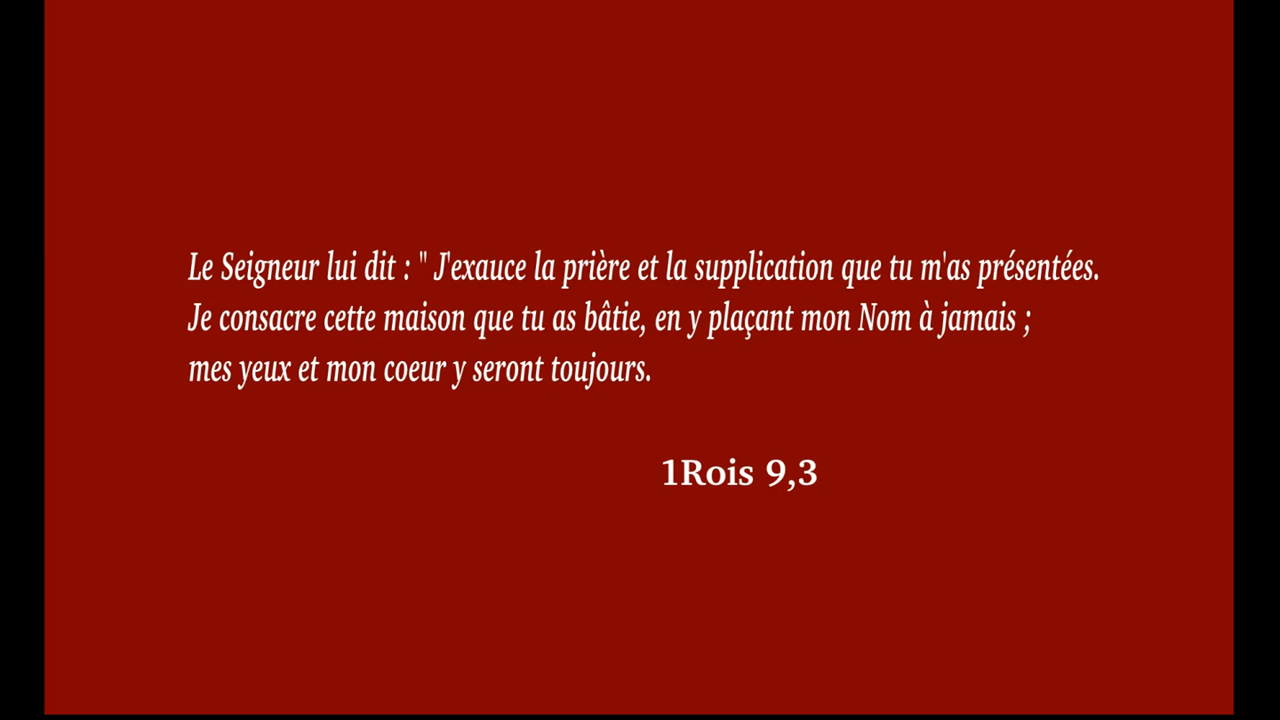 Le Seigneur lui dit : " J'exauce la prière et la supplication que tu m'as présentées.
Je consacre cette maison que tu as bâtie, en y plaçant mon Nom à jamais ;
mes yeux et mon coeur y seront toujours.
1Rois 9,3